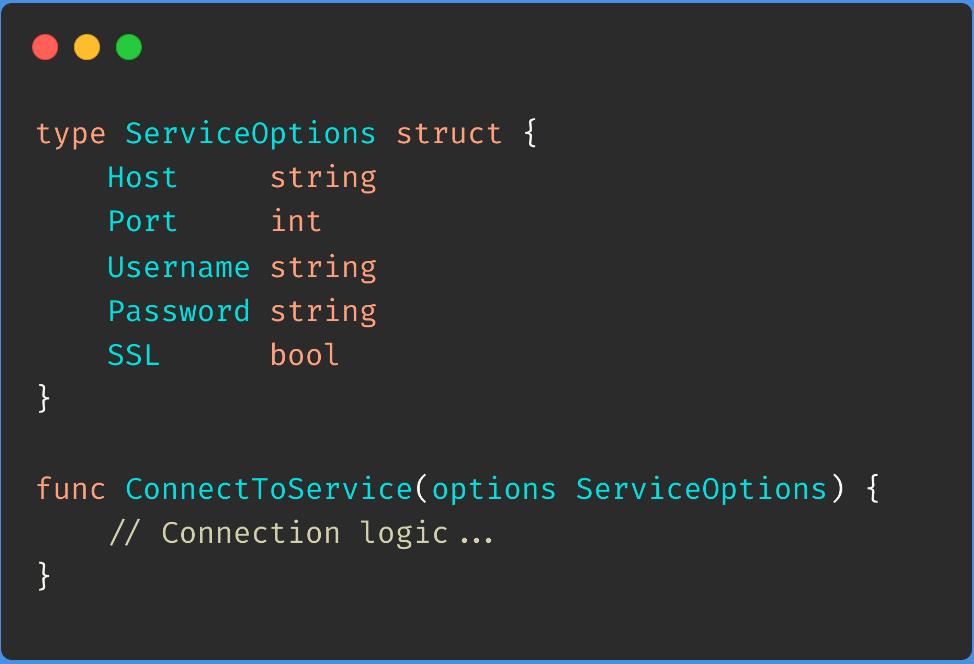 type ServiceOptions struct {
    Host     string
    Port     int
    Username string
    Password string
    SSL      bool
}

func ConnectToService(options ServiceOptions) {
    // Connection logic...
}